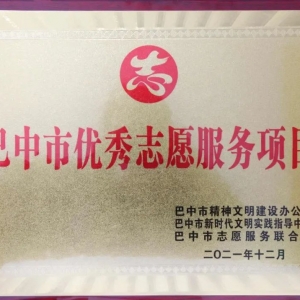 志
巴中市优秀志愿服务项目
巴中市精神文明建设办公
巴中市新时代文明实践指导中
巴中市志愿服务联合
二〇二一年十二月